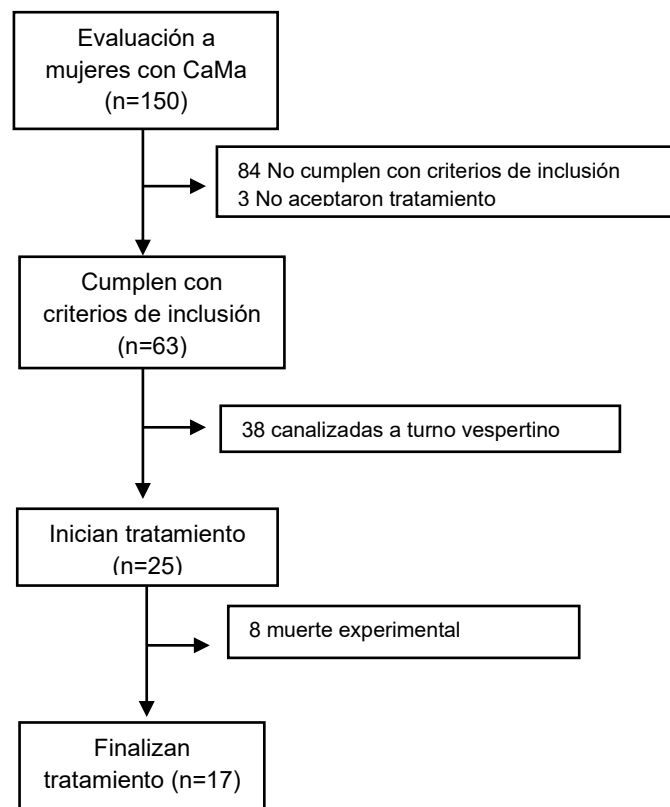 Evaluación a
mujeres con CaMa
(n=150)
84 No cumplen con criterios de inclusión
3 No aceptaron tratamiento
Cumplen con
criterios de inclusión
(n=63)
38 canalizadas a turno vespertino
Inician tratamiento
(n=25)
8 muerte experimental
Finalizan
tratamiento (n=17)